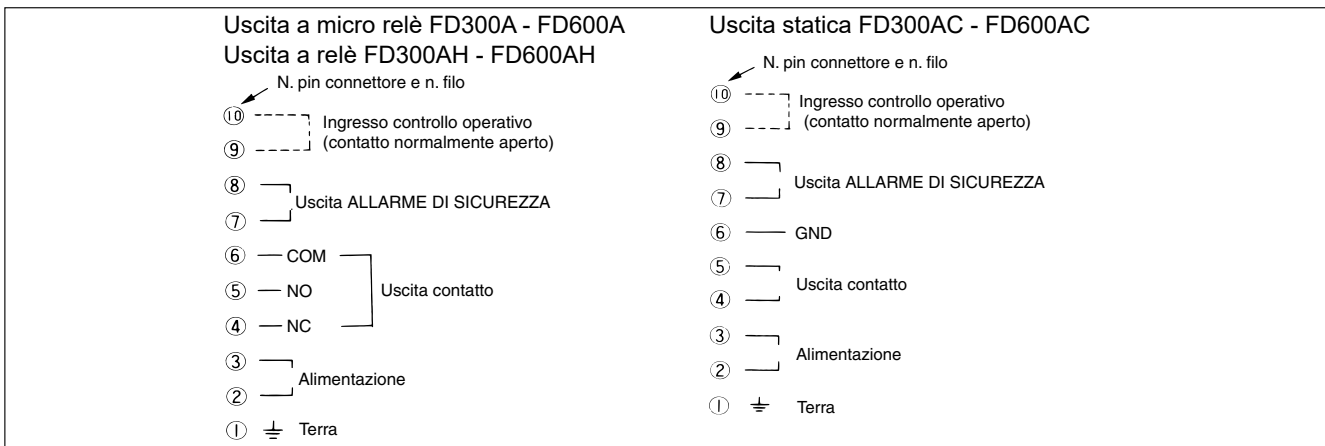 Uscita a micro relè FD300A - FD600A
Uscita a relè FD300AH - FD600AH
N. pin connettore e n. filo
10
Ingresso controllo operativo
(contatto normalmente aperto)
9
8
Uscita ALLARME DI SICUREZZA
7
6 COM
5 NO Uscita contatto
4 NC
3
Alimentazione
2
1 Terra
Uscita statica FD300AC - FD600AC
N. pin connettore e n. filo
10
Ingresso controllo operativo
(contatto normalmente aperto)
9
8
Uscita ALLARME DI SICUREZZA
7
6 GND
5
Uscita contatto
4
3
Alimentazione
2
1 Terra